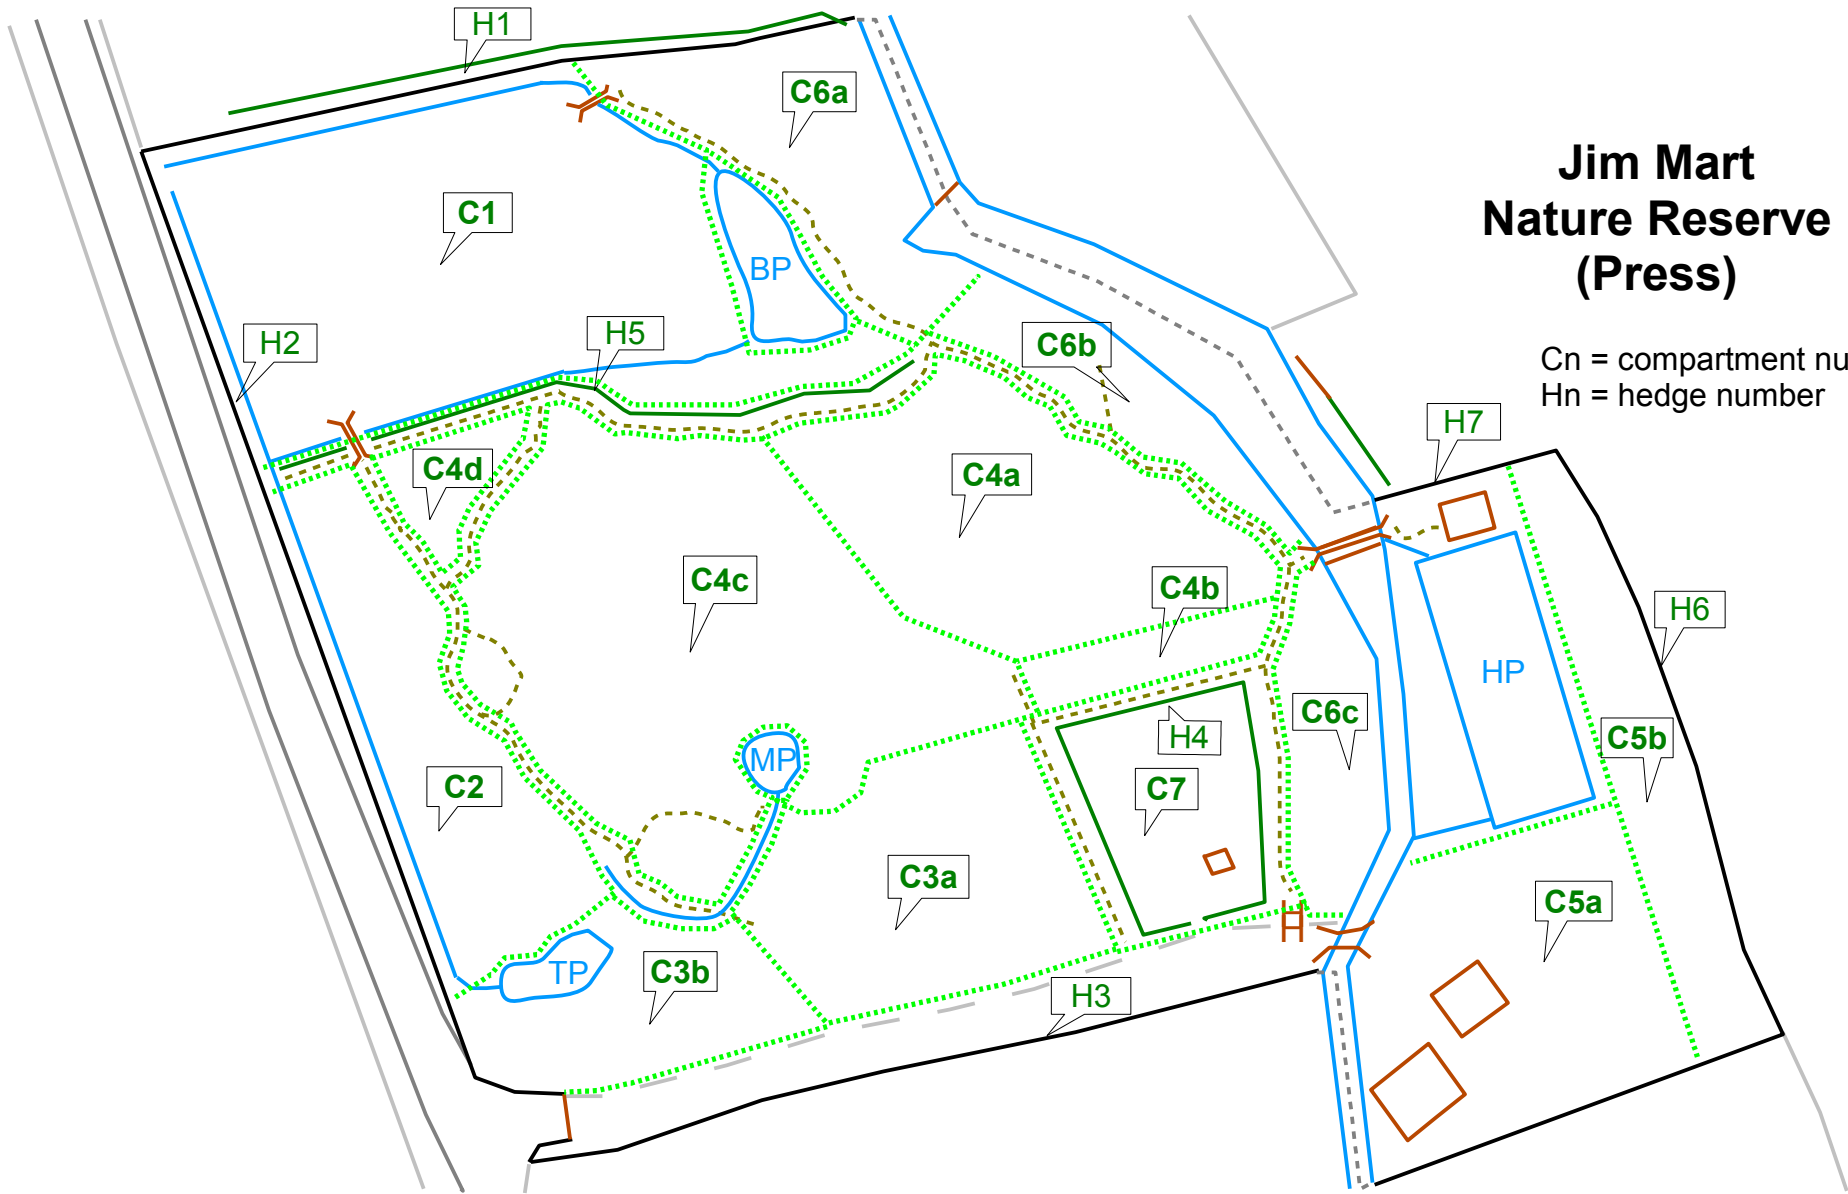 H1
C6a
Jim Mart
Nature Reserve
(Press)
C1
BP
H2
H5
C6b
Cn = compartment nu
Hn = hedge number
H7
C4d
C4a
C4c
C4b
H6
HP
C6c
H4
C5b
MP
C2
C7
C3a
C5a
H
TP
C3b
H3